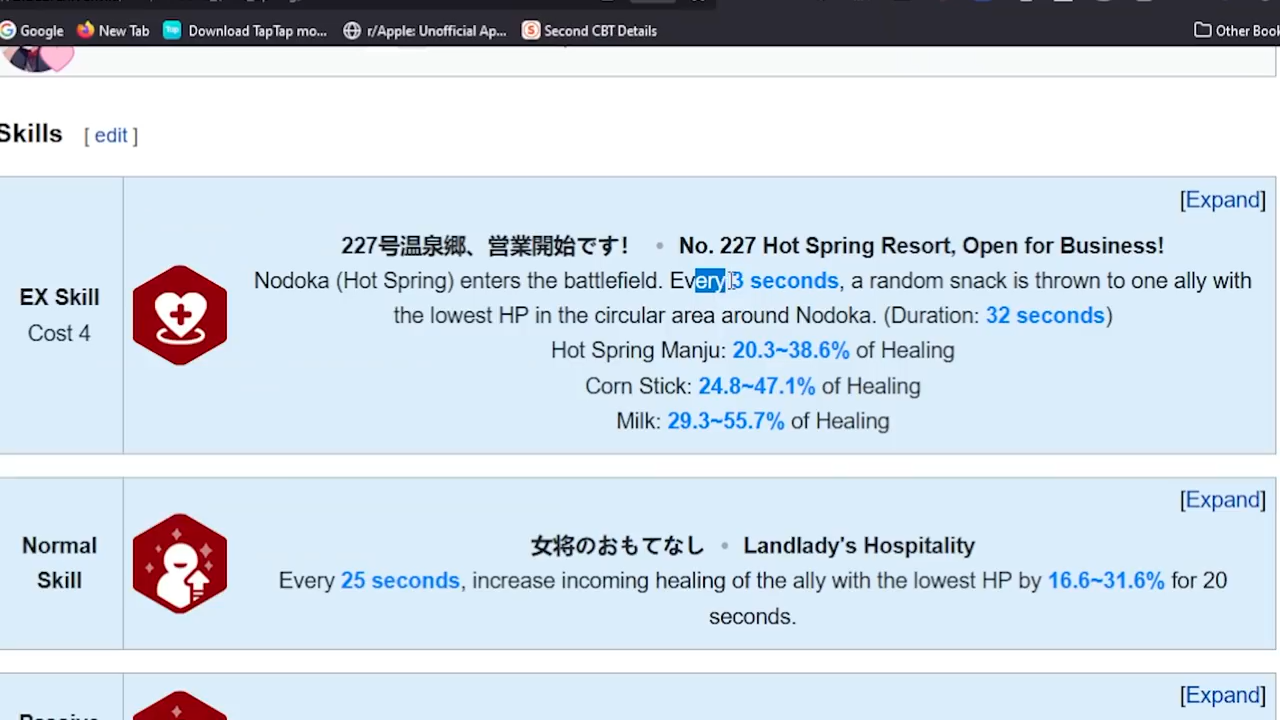 Google New Tab Download TapTap mo... r/Apple: Unofficial Ap... Second CBT Details Other Book
Skills [ edit ]
[Expand]
227号温泉郷、営業開始です! • No. 227 Hot Spring Resort, Open for Business!
EX Skill
Cost 4
Nodoka (Hot Spring) enters the battlefield. Every 3 seconds, a random snack is thrown to one ally with
the lowest HP in the circular area around Nodoka. (Duration: 32 seconds)
Hot Spring Manju: 20.3~38.6% of Healing
Corn Stick: 24.8~47.1% of Healing
Milk: 29.3~55.7% of Healing
[Expand]
Normal
Skill
女将のおもてなし • Landlady's Hospitality
Every 25 seconds, increase incoming healing of the ally with the lowest HP by 16.6~31.6% for 20
seconds.
[Expand]